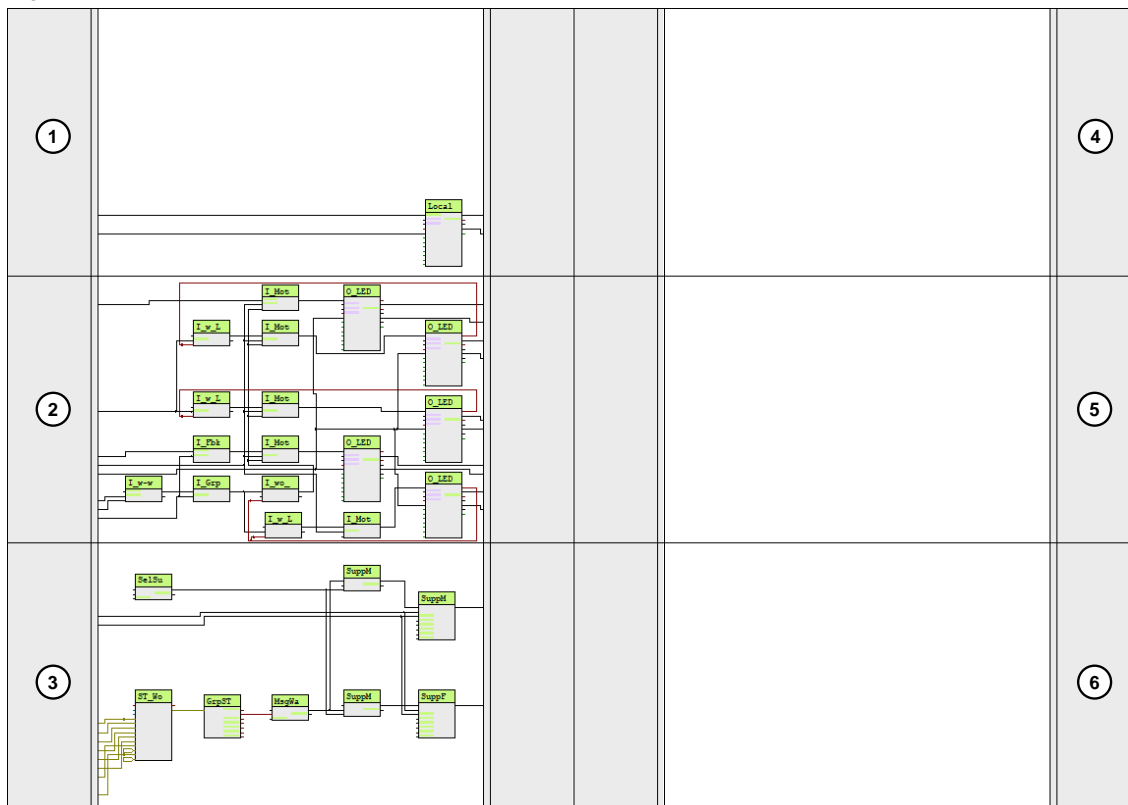 1
4
Local
I_Mot
O_LED
I_w_L
I_Mot
O_LED
2
5
I_w_L
I_Mot
O_LED
I_Fbk
I_Mot
O_LED
I_w-w
I_Grp
I_wo_
O_LED
I_w_L
I_Mot
SelSu
SuppM
SuppM
3
6
ST_Wo
GrpST
MsgWa
SuppM
SuppF